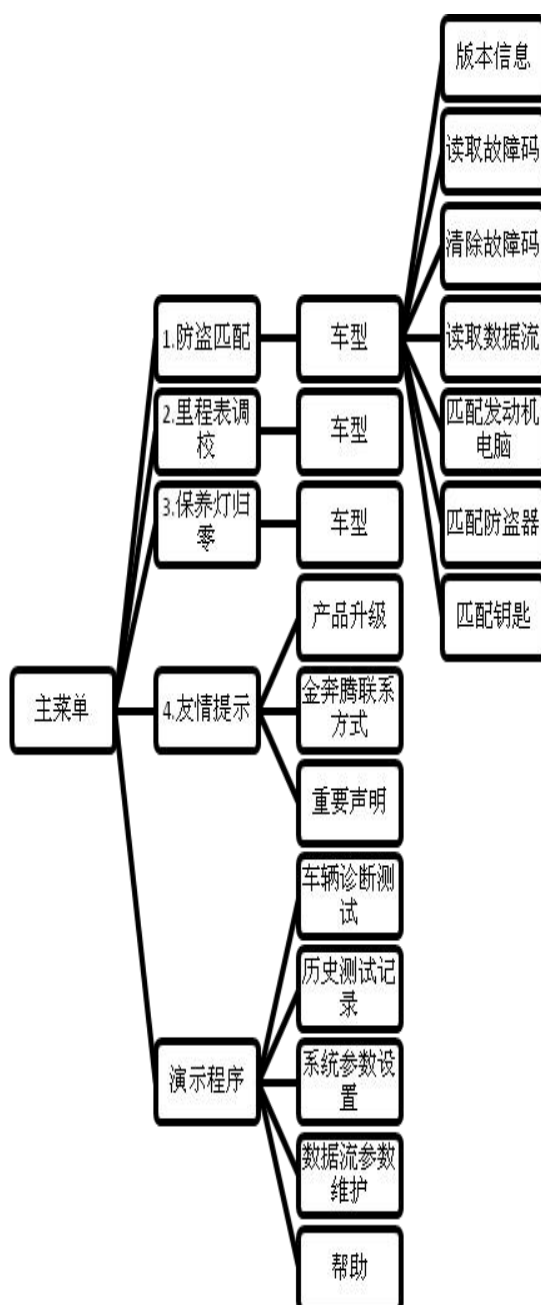 主菜单
1.防盗匹配
车型
版本信息
读取故障码
清除故障码
读取数据流
匹配发动机
电脑
匹配防盗器
匹配钥匙
2.里程表调
校
车型
3.保养灯归
零
车型
4.友情提示
产品升级
金奔腾联系
方式
重要声明
演示程序
车辆诊断测
试
历史测试记
录
系统参数设
置
数据流参数
维护
帮助